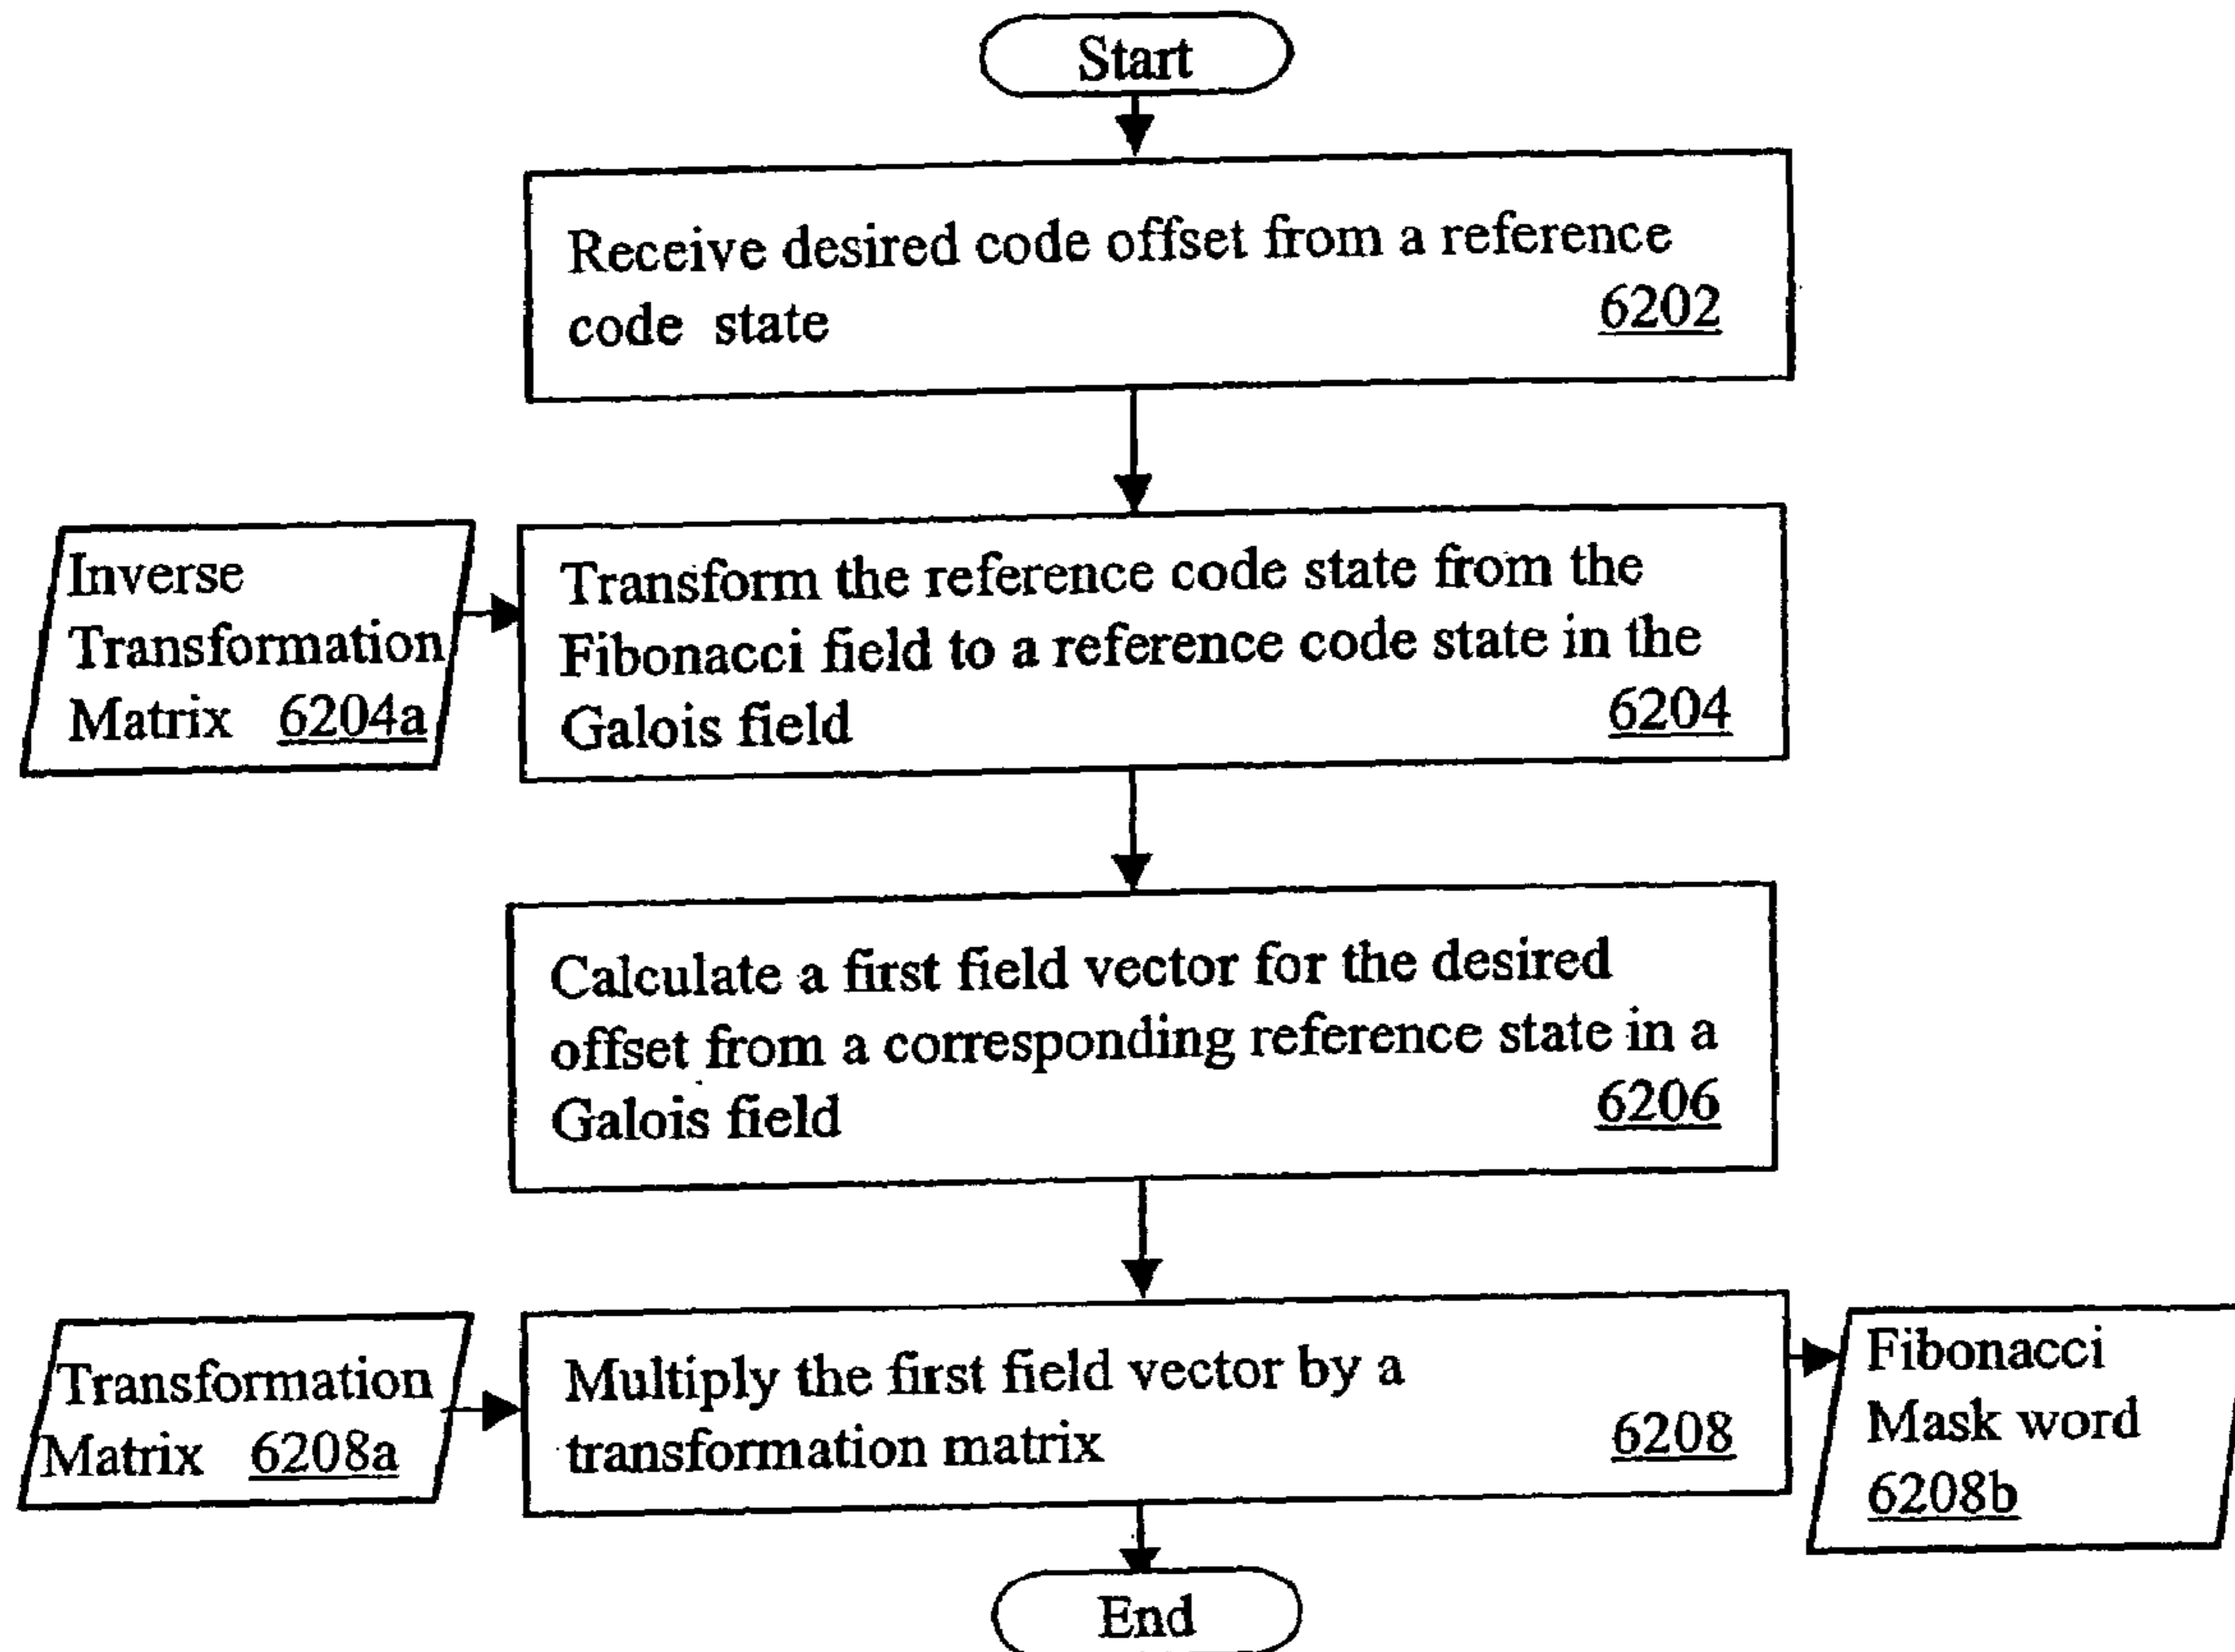 Start
Receive desired code offset from a reference
code state
6202
Inverse
Transformation
Matrix 6204a
Transform the reference code state from the
Fibonacci field to a reference code state in the
Galois field
6204
Calculate a first field vector for the desired
offset from a corresponding reference state in a
Galois field
6206
Transformation
Matrix 6208a
Multiply the first field vector by a
transformation matrix
6208
Fibonacci
Mask word
6208b
End